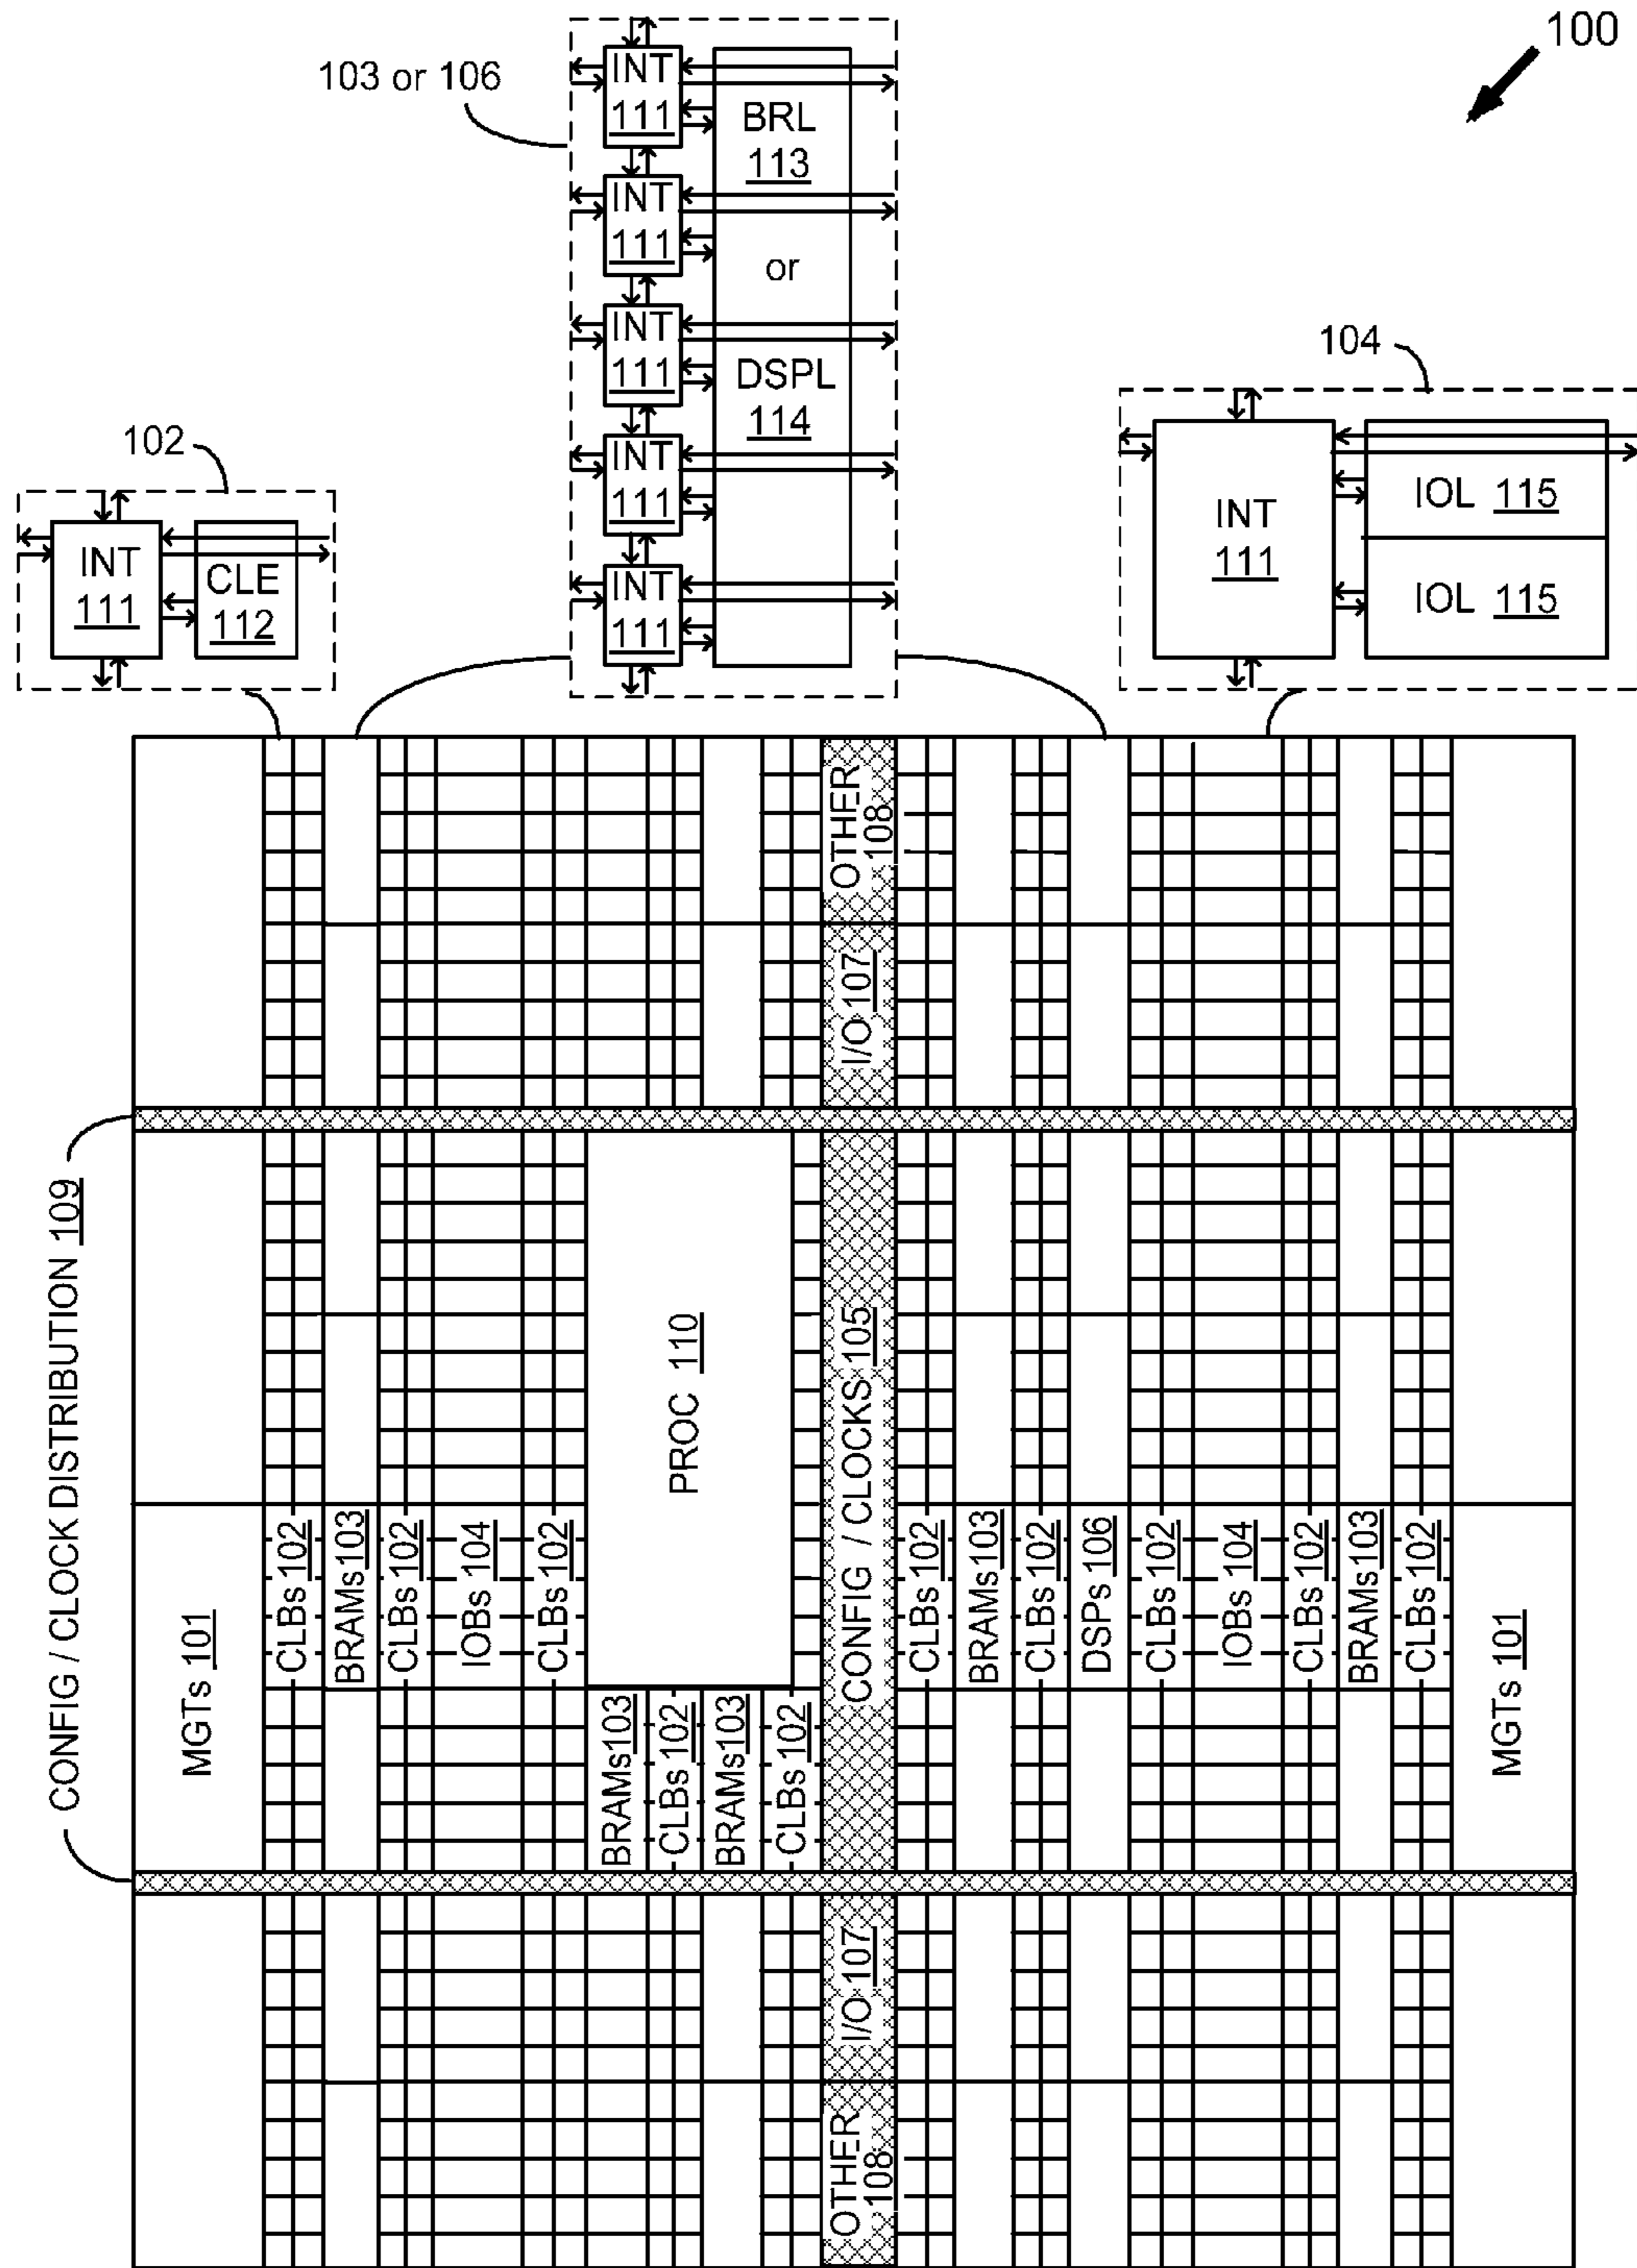 100
103 or 106
INT
111
INT
111
INT
111
INT
111
INT
111
BRL
113
or
DSPL
114
104
INT
111
IOL 115
IOL 115
102
INT
111
CLE
112
OTHER
108
I/O 107
CONFIG / CLOCK DISTRIBUTION 109
PROC 110
CONFIG / CLOCKS 105
MGTs 101
CLBs 102
BRAMs 103
CLBs 102
IOBs 104
CLBs 102
BRAMs 103
CLBs 102
BRAMs 103
CLBs 102
CLBs 102
BRAMs 103
CLBs 102
DSPs 106
CLBs 102
IOBs 104
CLBs 102
BRAMs 103
CLBs 102
MGTs 101
I/O 107
OTHER
108